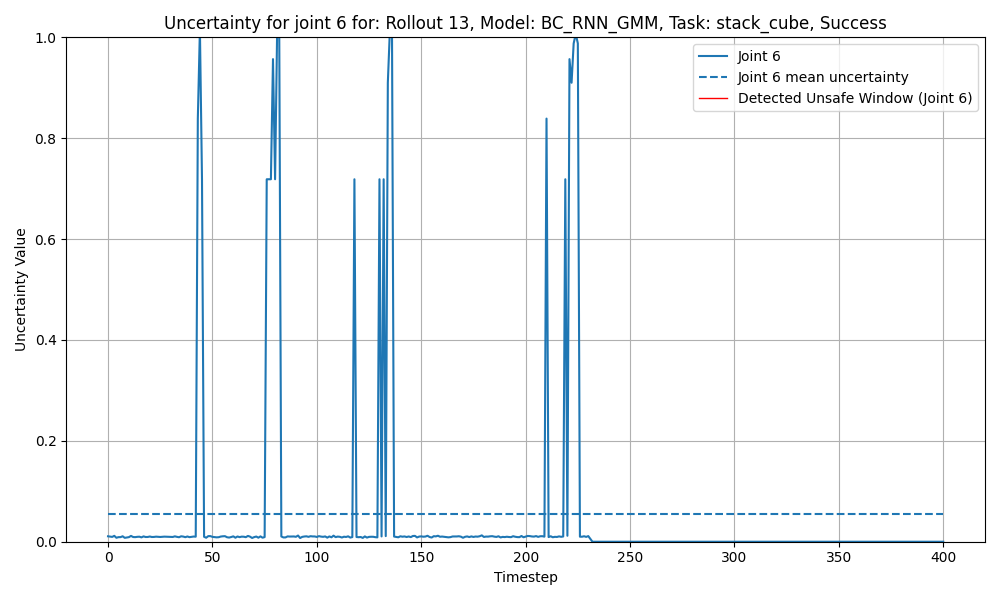 Uncertainty for joint 6 for: Rollout 13, Model: BC_RNN_GMM, Task: stack_cube, Success
Joint 6
Joint 6 mean uncertainty
Detected Unsafe Window (Joint 6)
Uncertainty Value
1.0
0.8
0.6
0.4
0.2
0.0
0 50 100 150 200 250 300 350 400
Timestep